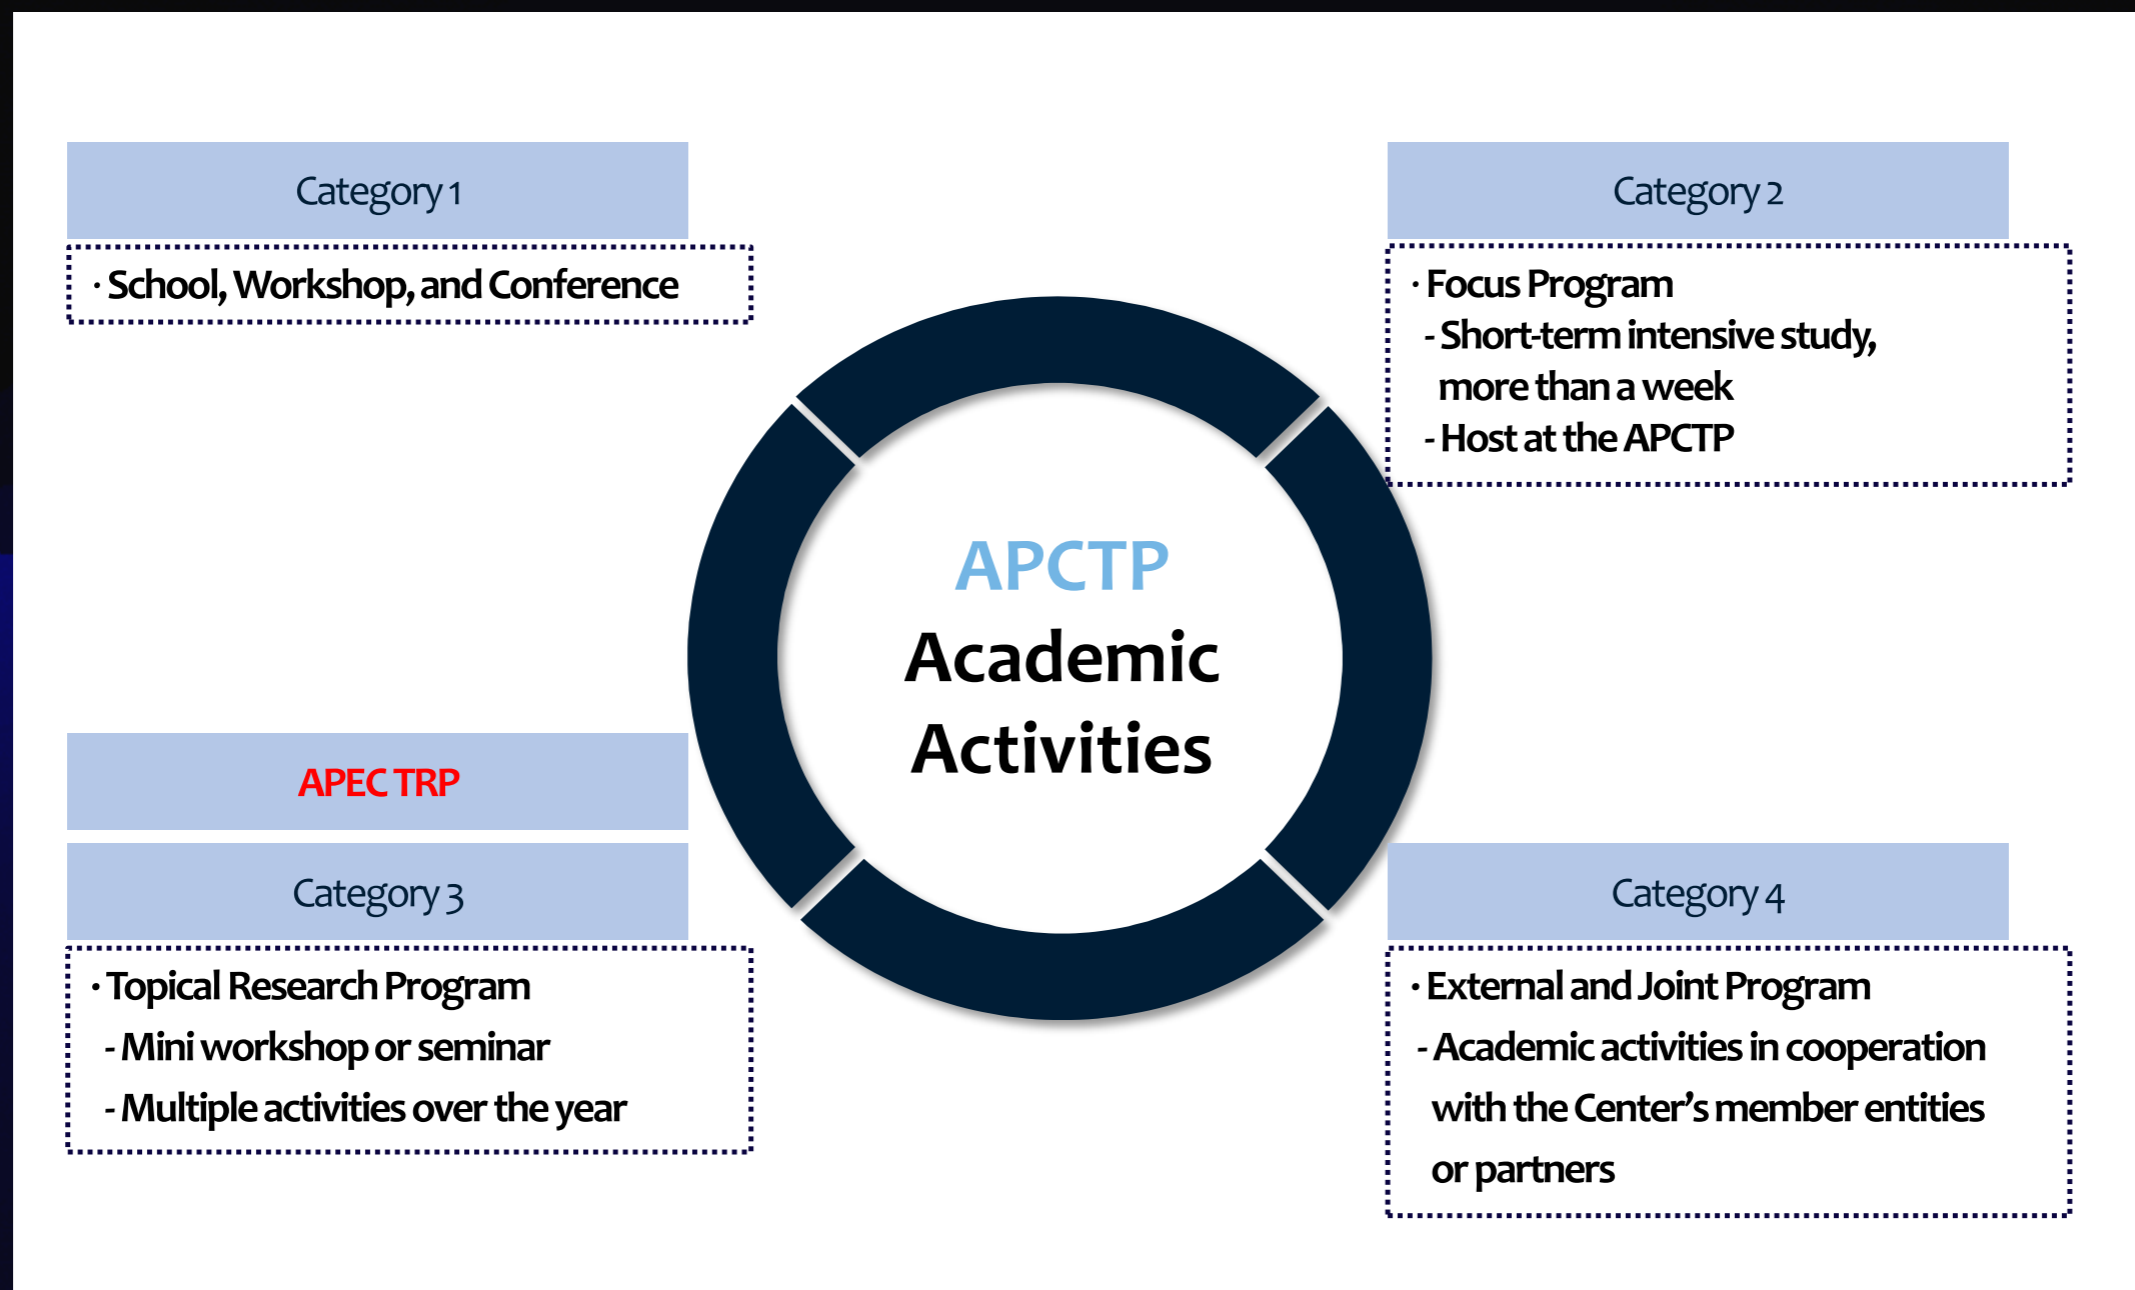 Category 1
· School, Workshop, and Conference
Category 2
· Focus Program
- Short-term intensive study,
more than a week
- Host at the APCTP
APCTP
Academic
Activities
APEC TRP
Category 3
· Topical Research Program
- Mini workshop or seminar
- Multiple activities over the year
Category 4
· External and Joint Program
- Academic activities in cooperation
with the Center’s member entities
or partners